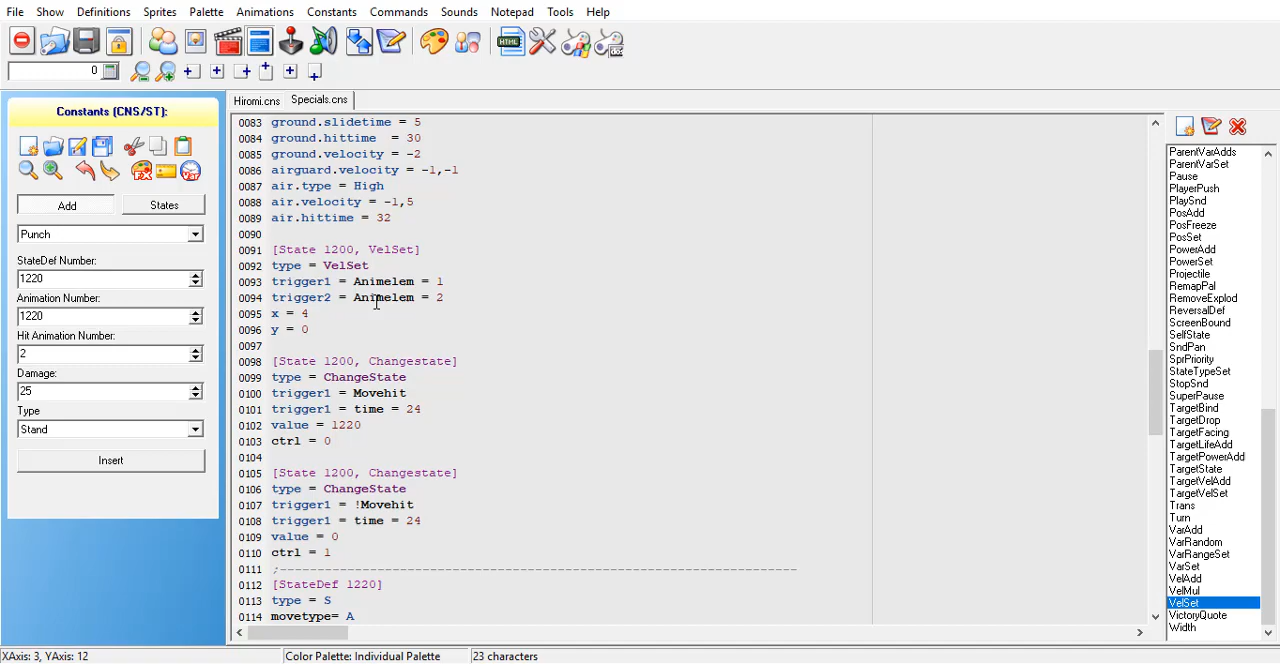 File Show Definitions Sprites Palette Animations Constants Commands Sounds Notepad Tools Help
0
Constants (CNS/ST):
Add States
Punch
StateDef Number:
1220
Animation Number:
1220
Hit Animation Number:
2
Damage:
25
Type
Stand
Insert
Hiromi.cns Specials.cns
0083 ground.slidetime = 5
0084 ground.hittime  = 30
0085 ground.velocity = -2
0086 airguard.velocity = -1,-1
0087 air.type = High
0088 air.velocity = -1,5
0089 air.hittime = 32
0090
0091 [State 1200, VelSet]
0092 type = VelSet
0093 trigger1 = Animelem = 1
0094 trigger2 = Animelem = 2
0095 x = 4
0096 y = 0
0097
0098 [State 1200, Changestate]
0099 type = ChangeState
0100 trigger1 = Movehit
0101 trigger1 = time = 24
0102 value = 1220
0103 ctrl = 0
0104
0105 [State 1200, Changestate]
0106 type = ChangeState
0107 trigger1 = !Movehit
0108 trigger1 = time = 24
0109 value = 0
0110 ctrl = 1
0111 ;---------------------------------------------------------------------
0112 [StateDef 1220]
0113 type = S
0114 movetype= A
ParentVarAdds
ParentVarSet
Pause
PlayerPush
PlaySnd
PosAdd
PosFreeze
PosSet
PowerAdd
PowerSet
Projectile
RemapPal
RemoveExplod
ReversalDef
ScreenBound
SelfState
SndPan
SprPriority
StateTypeSet
StopSnd
SuperPause
TargetBind
TargetDrop
TargetFacing
TargetLifeAdd
TargetPowerAdd
TargetState
TargetVelAdd
TargetVelSet
Trans
Turn
VarAdd
VarRandom
VarRangeSet
VarSet
VelAdd
VelMul
VelSet
VictoryQuote
Width
XAxis: 3, YAxis: 12 Color Palette: Individual Palette 23 characters